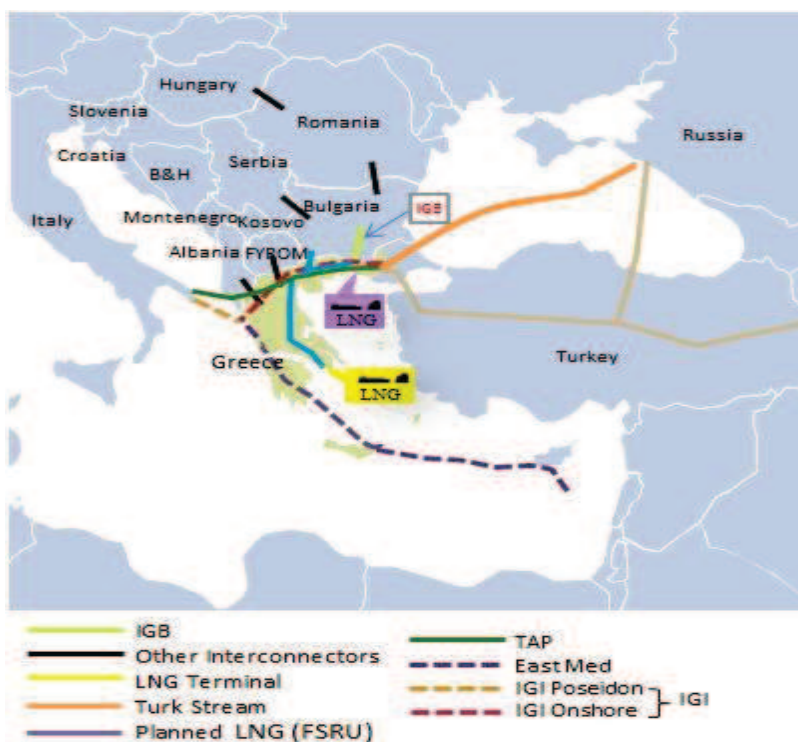 Hungary
Slovenia
Romania
Russia
Croatia
Serbia
B&H
Bulgaria
IGB
Italy
Montenegro
Kosovo
Albania
FYROM
LNG
Greece
Turkey
LNG
IGB
Other Interconnectors
LNG Terminal
Turk Stream
Planned LNG (FSRU)
TAP
East Med
IGI Poseidon
IGI
IGI Onshore